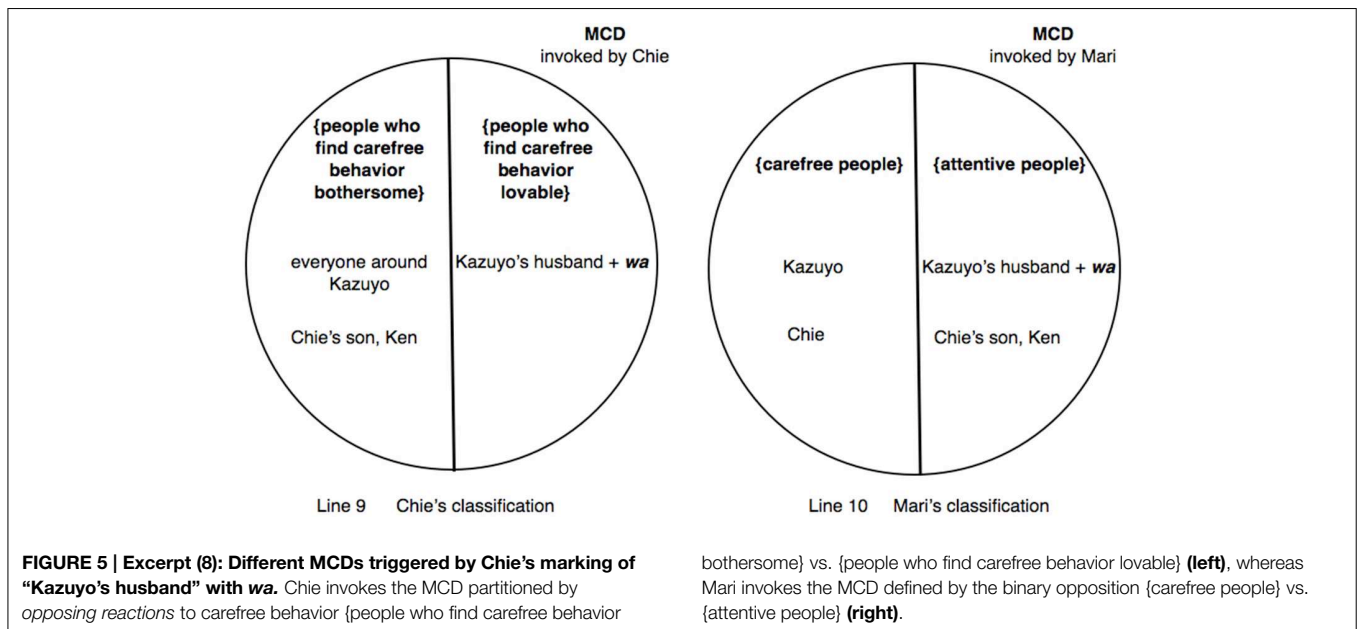 MCD
invoked by Chie
{people who
find carefree
behavior
bothersome}
{people who
find carefree
behavior
lovable}
everyone around
Kazuyo
Kazuyo's husband + wa
Chie's son, Ken
Line 9 Chie's classification
MCD
invoked by Mari
{carefree people}
{attentive people}
Kazuyo
Kazuyo's husband + wa
Chie
Chie's son, Ken
Line 10 Mari's classification
FIGURE 5 | Excerpt (8): Different MCDs triggered by Chie's marking of
"Kazuyo's husband" with wa. Chie invokes the MCD partitioned by
opposing reactions to carefree behavior {people who find carefree behavior
bothersome} vs. {people who find carefree behavior lovable} (left), whereas
Mari invokes the MCD defined by the binary opposition {carefree people} vs.
{attentive people} (right).